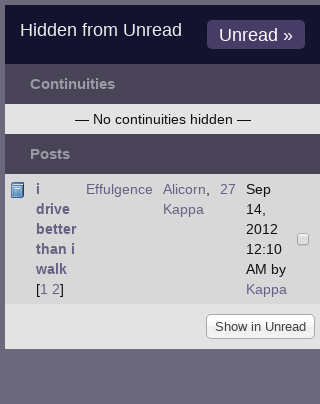 Hidden from Unread
Unread »
Continuities
— No continuities hidden —
Posts
i drive better than i walk [1 2]
Effulgence
Alicorn, Kappa
27
Sep 14, 2012 12:10 AM by Kappa
Show in Unread